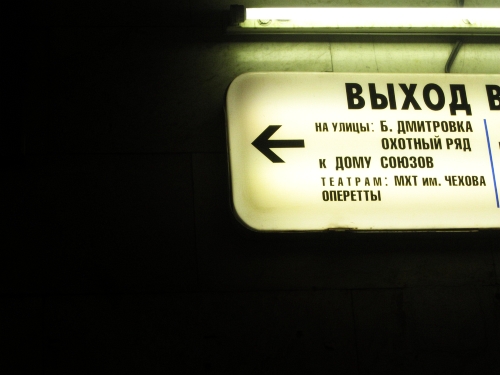 ВЫХОД В
НА УЛИЦЫ: Б. ДМИТРОВКА
ОХОТНЫЙ РЯД
К ДОМУ СОЮЗОВ
ТЕАТРАМ: МХТ им. ЧЕХОВА
ОПЕРЕТТЫ